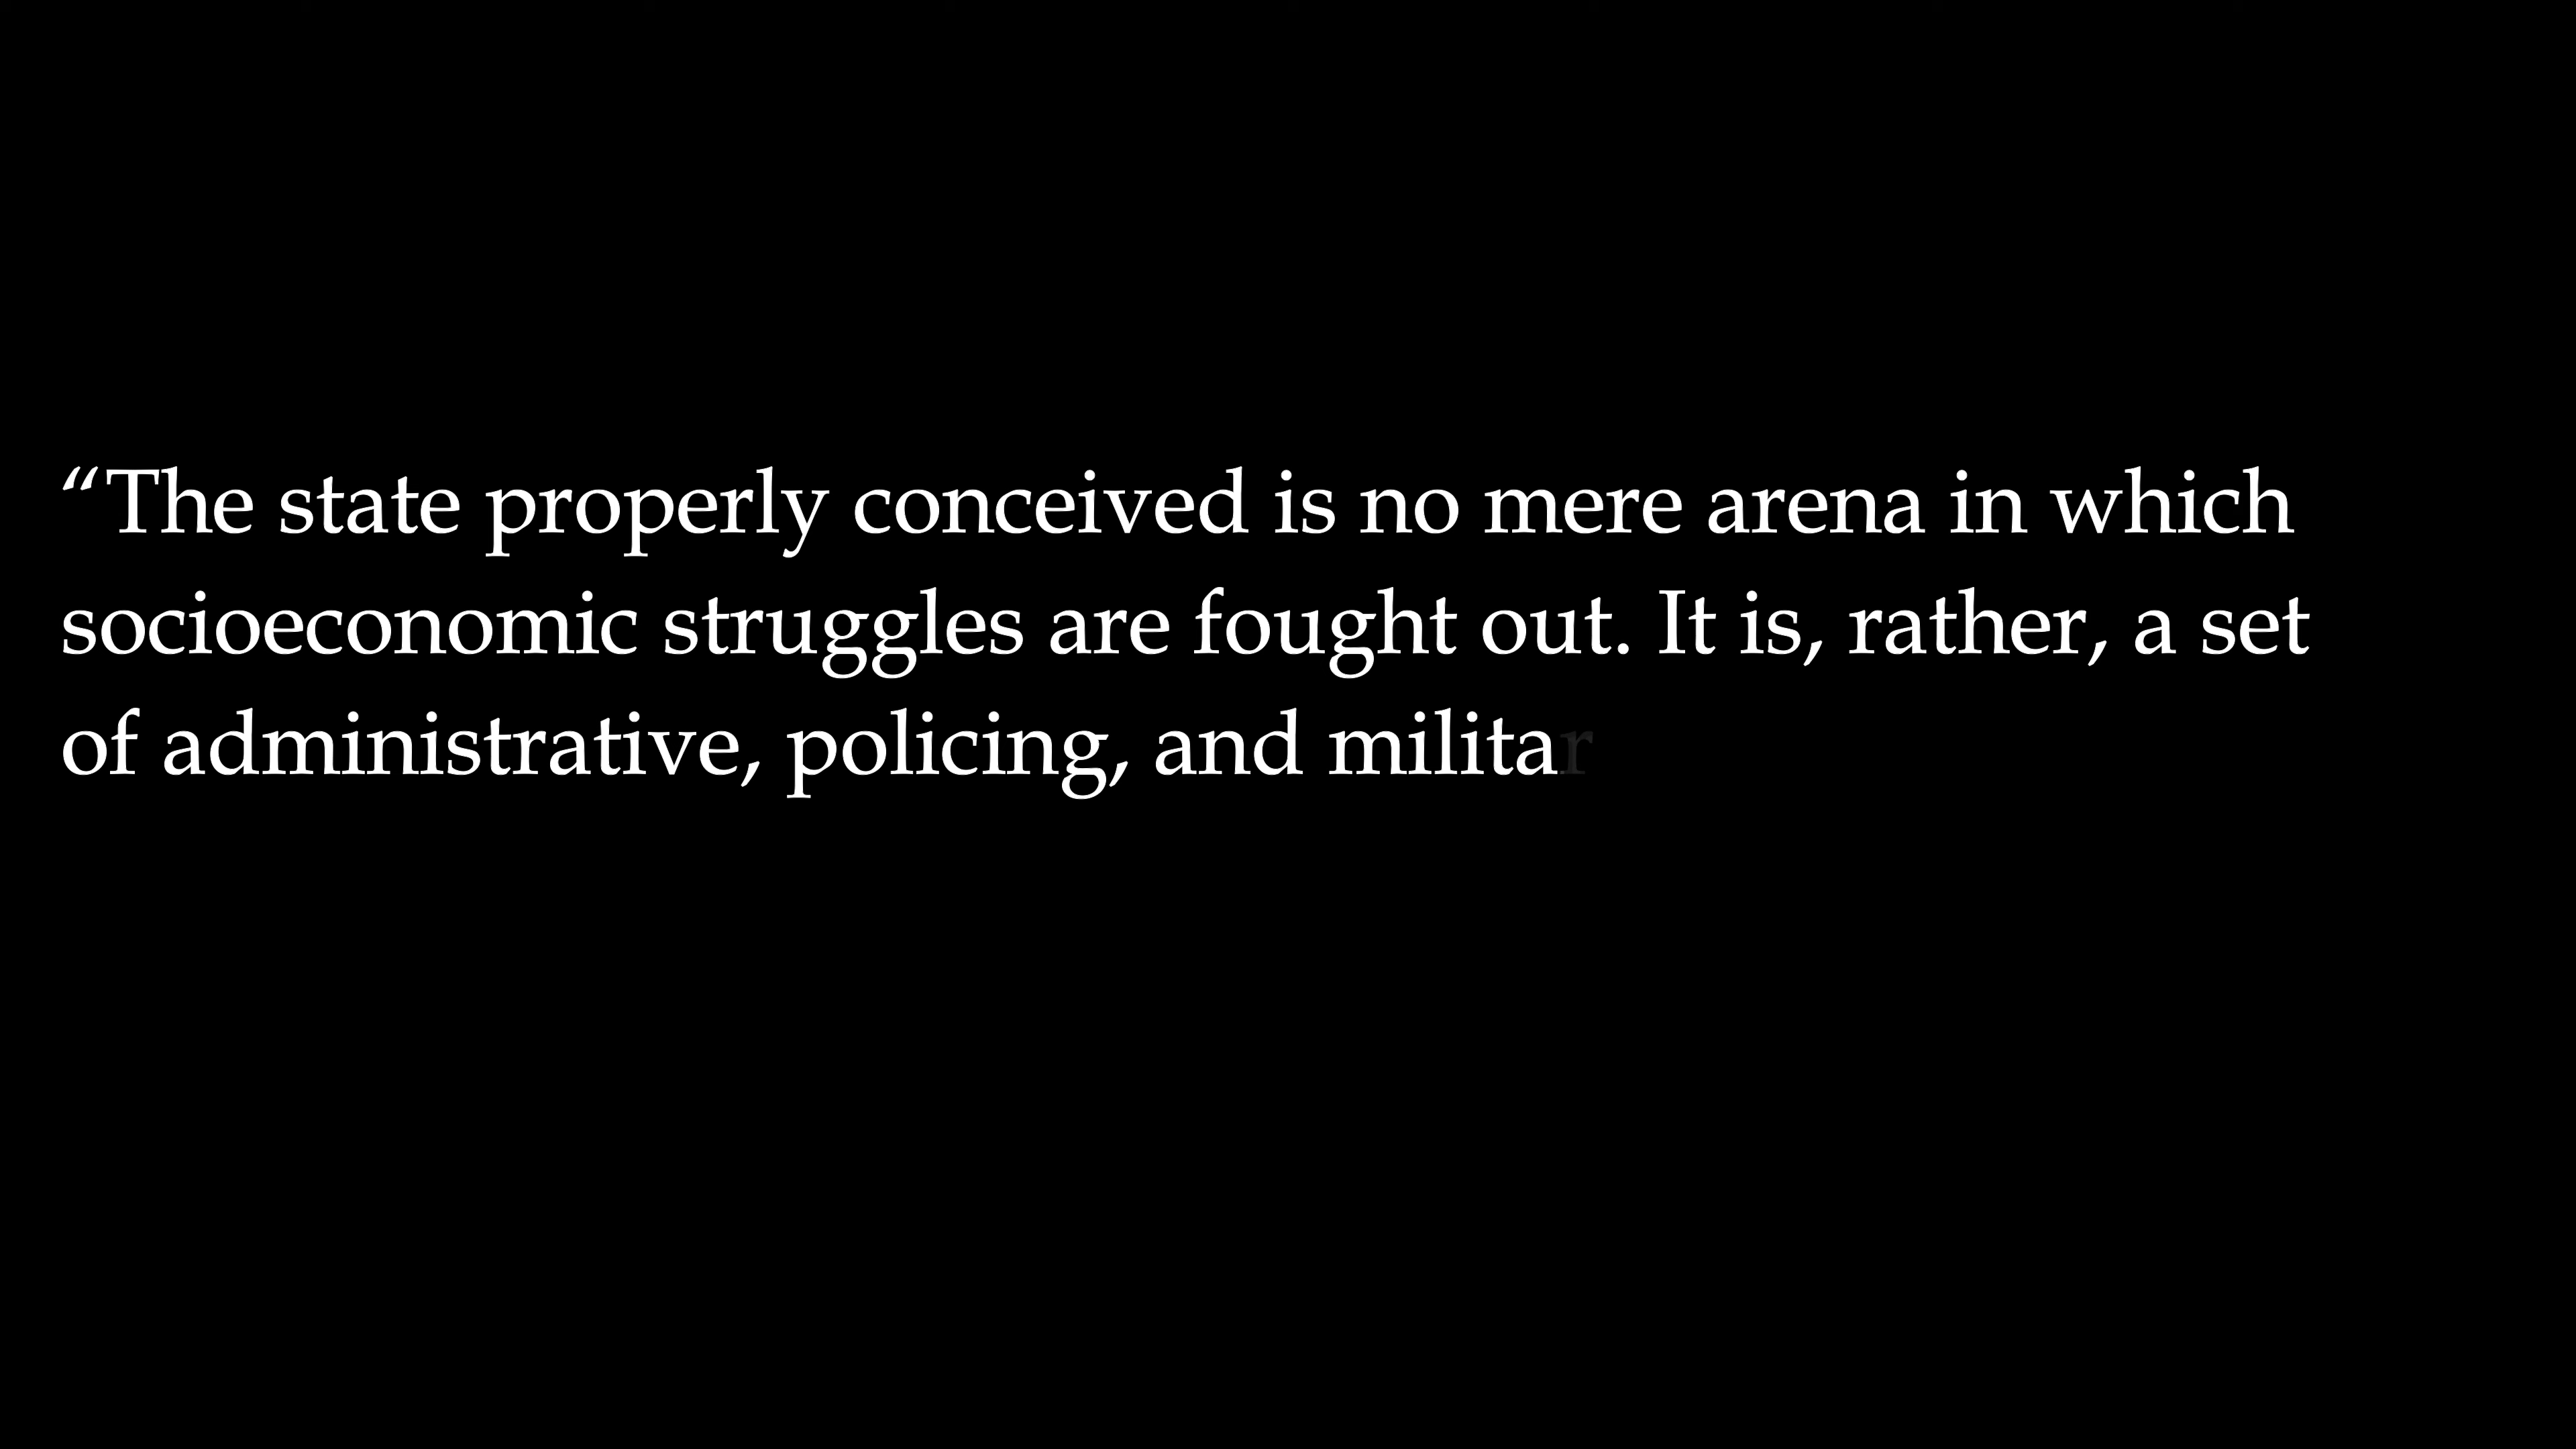 “The state properly conceived is no mere arena in which
socioeconomic struggles are fought out. It is, rather, a set
of administrative, policing, and militar